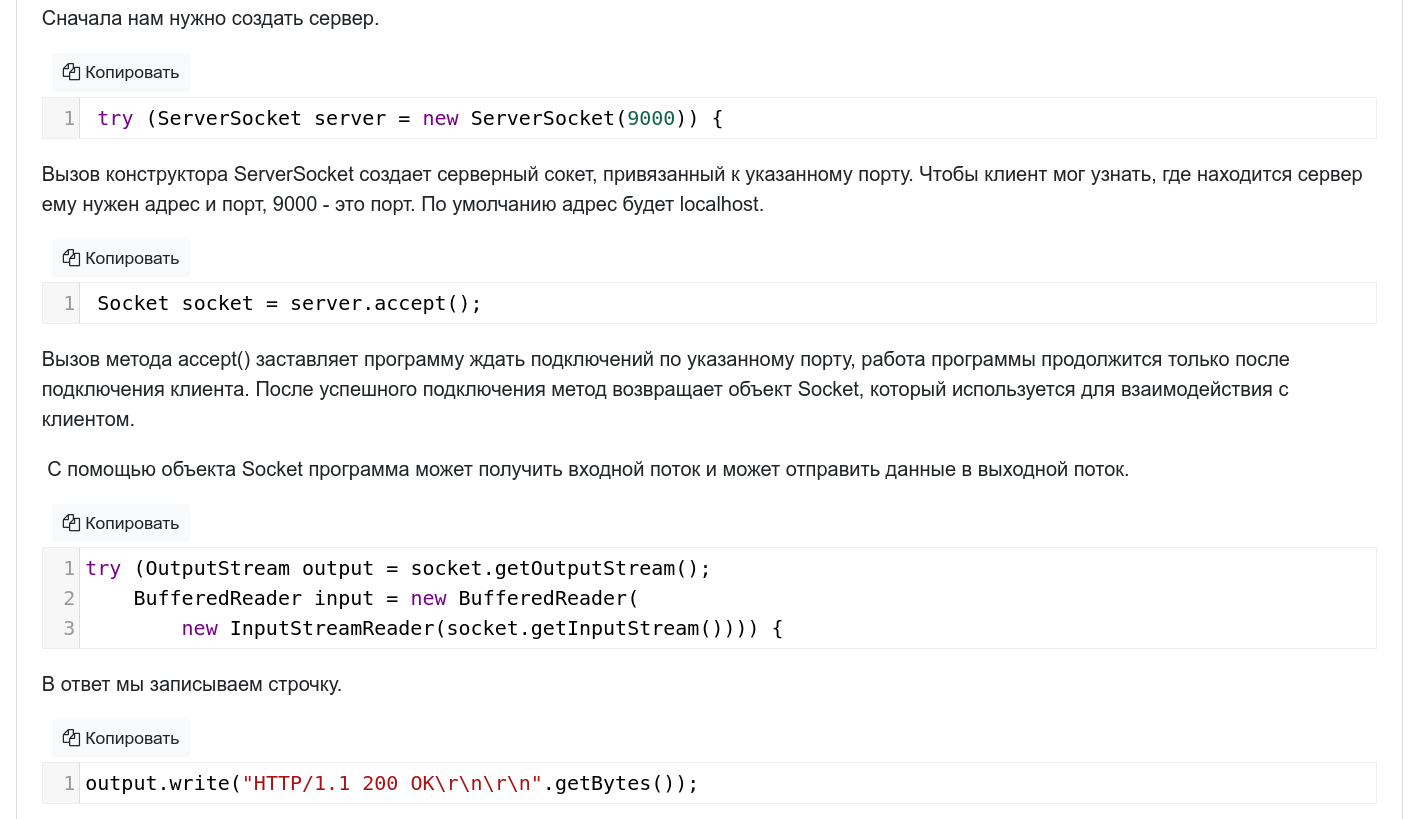 Сначала нам нужно создать сервер.
Копировать
1 try (ServerSocket server = new ServerSocket(9000)) {
Вызов конструктора ServerSocket создает серверный сокет, привязанный к указанному порту. Чтобы клиент мог узнать, где находится сервер
ему нужен адрес и порт, 9000 - это порт. По умолчанию адрес будет localhost.
Копировать
1 Socket socket = server.accept();
Вызов метода accept() заставляет программу ждать подключений по указанному порту, работа программы продолжится только после
подключения клиента. После успешного подключения метод возвращает объект Socket, который используется для взаимодействия с
клиентом.
С помощью объекта Socket программа может получить входной поток и может отправить данные в выходной поток.
Копировать
1 try (OutputStream output = socket.getOutputStream();
2     BufferedReader input = new BufferedReader(
3         new InputStreamReader(socket.getInputStream()))) {
В ответ мы записываем строчку.
Копировать
1 output.write("HTTP/1.1 200 OK\r\n\r\n".getBytes());